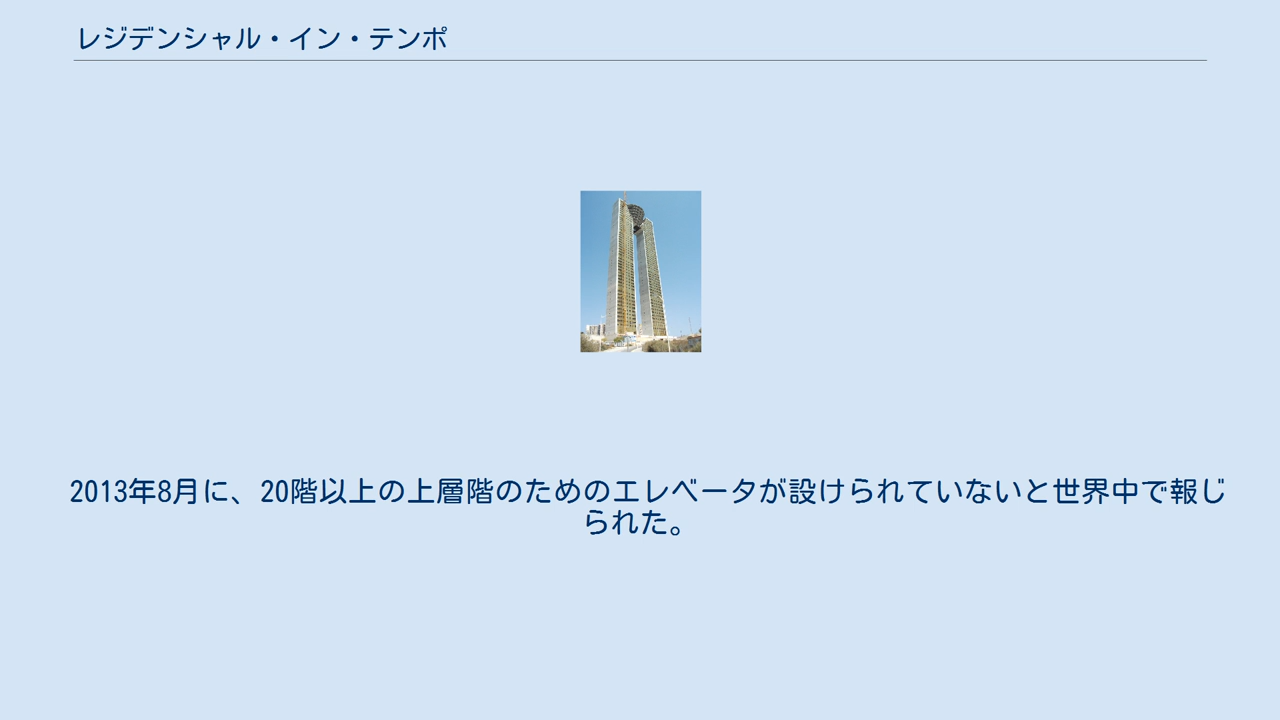 レジデンシャル・イン・テンポ
2013年8月に、20階以上の上層階のためのエレベータが設けられていないと世界中で報じ
られた。